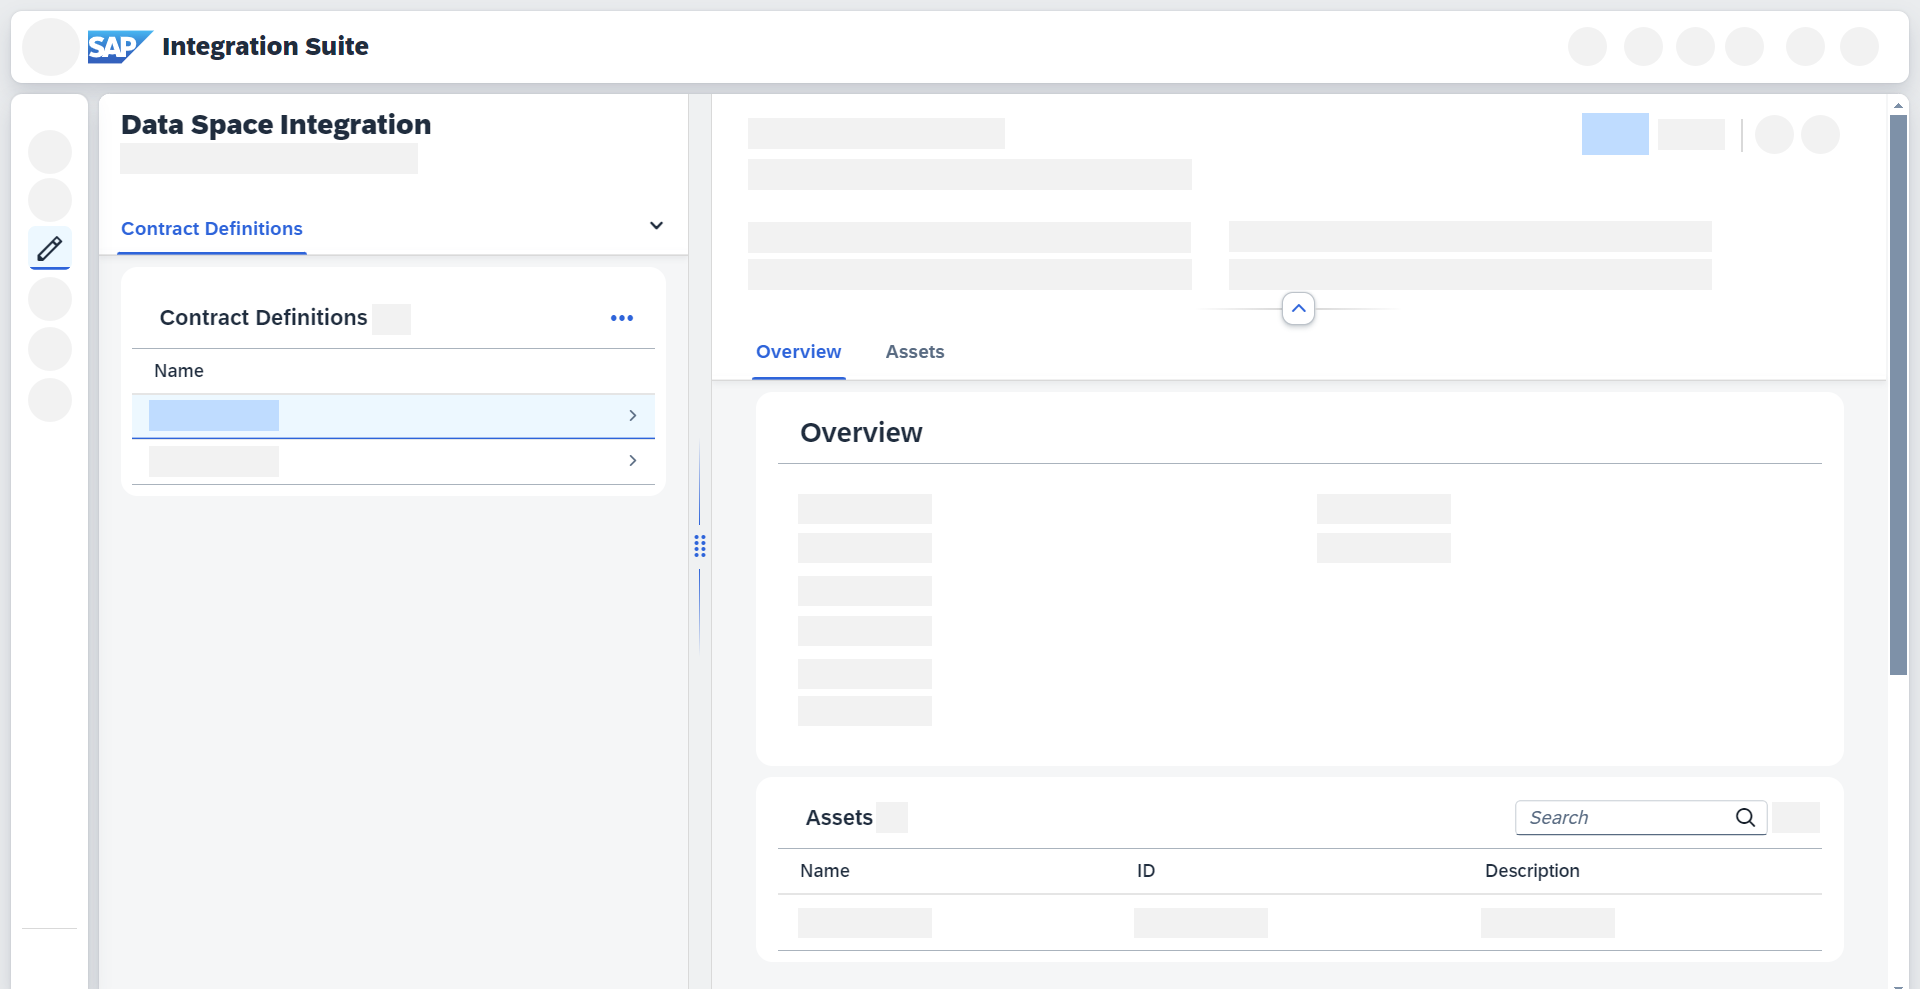 SAP Integration Suite
Data Space Integration
Contract Definitions
Contract Definitions
Name
Overview Assets
Overview
Assets
Search
Name ID Description